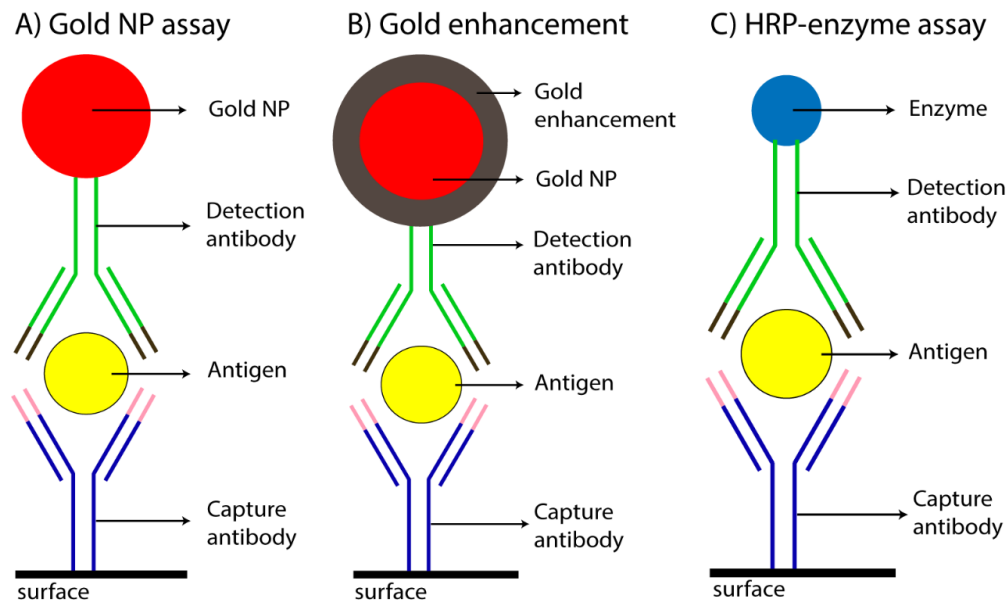 A) Gold NP assay
Gold NP
Detection
antibody
Antigen
Capture
antibody
surface
B) Gold enhancement
Gold
enhancement
Gold NP
Detection
antibody
Antigen
Capture
antibody
surface
C) HRP-enzyme assay
Enzyme
Detection
antibody
Antigen
Capture
antibody
surface